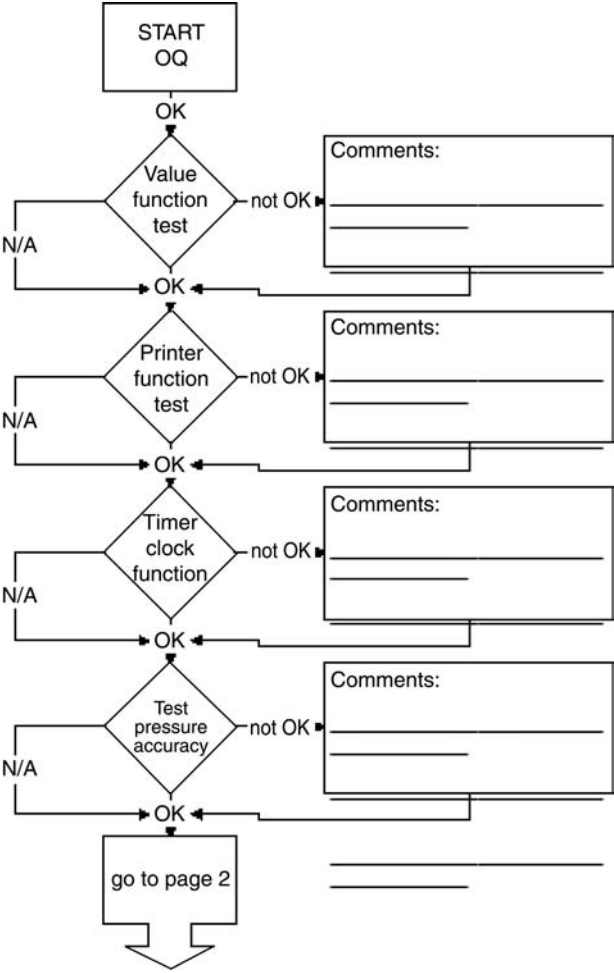 START
OQ
OK
Value
function
test
not OK
Comments:
N/A
OK
Printer
function
test
not OK
Comments:
N/A
OK
Timer
clock
function
not OK
Comments:
N/A
OK
Test
pressure
accuracy
not OK
Comments:
N/A
OK
go to page 2